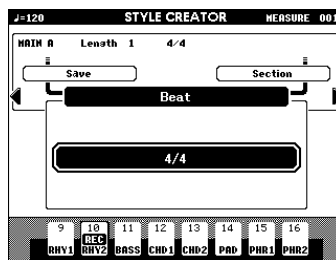 ♩=120 STYLE CREATOR MEASURE 001
MAIN A Length 1 4/4
Save Section
Beat
4/4
9 10 11 12 13 14 15 16
REC
RHY1 RHY2 BASS CHD1 CHD2 PAD PHR1 PHR2